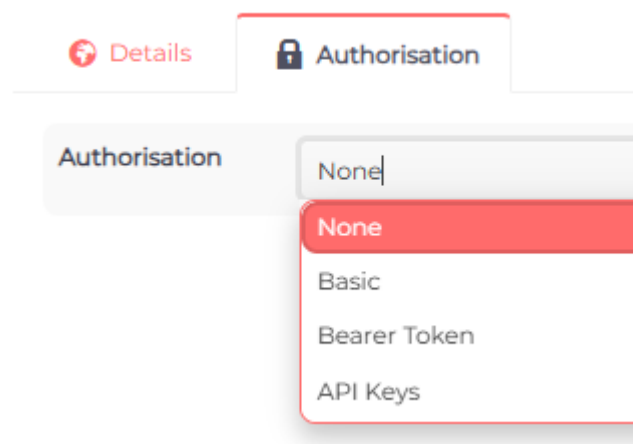 Details
Authorisation
Authorisation
None
None
Basic
Bearer Token
API Keys